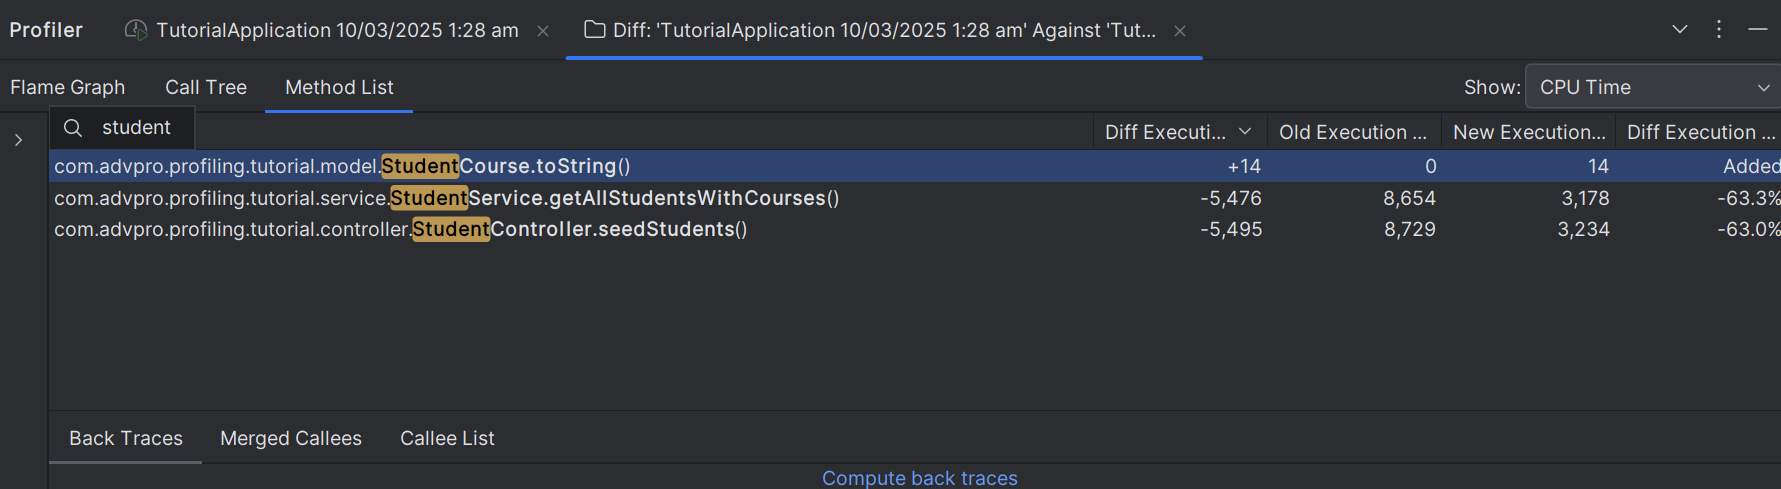 Profiler TutorialApplication 10/03/2025 1:28 am Diff: 'TutorialApplication 10/03/2025 1:28 am' Against 'Tut...
Flame Graph Call Tree Method List Show: CPU Time
student Diff Executi... Old Execution ... New Execution... Diff Execution ...
com.advpro.profiling.tutorial.model.StudentCourse.toString() +14 0 14 Added
com.advpro.profiling.tutorial.service.StudentService.getAllStudentsWithCourses() -5,476 8,654 3,178 -63.3%
com.advpro.profiling.tutorial.controller.StudentController.seedStudents() -5,495 8,729 3,234 -63.0%
Back Traces Merged Callees Callee List
Compute back traces